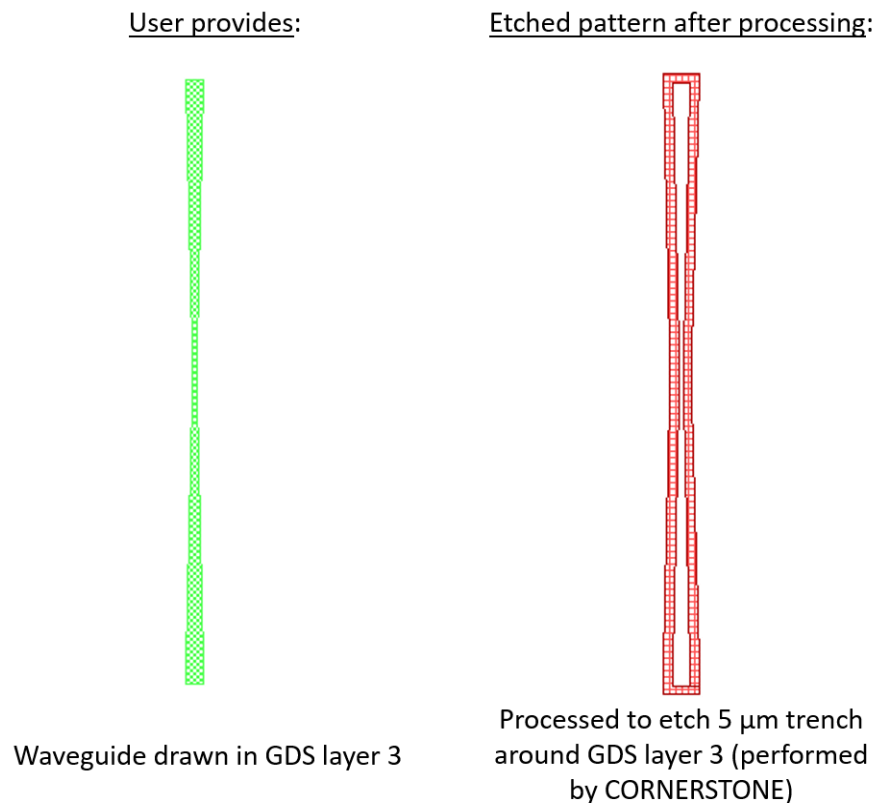 User provides:
Etched pattern after processing:
Waveguide drawn in GDS layer 3
Processed to etch 5 µm trench
around GDS layer 3 (performed
by CORNERSTONE)